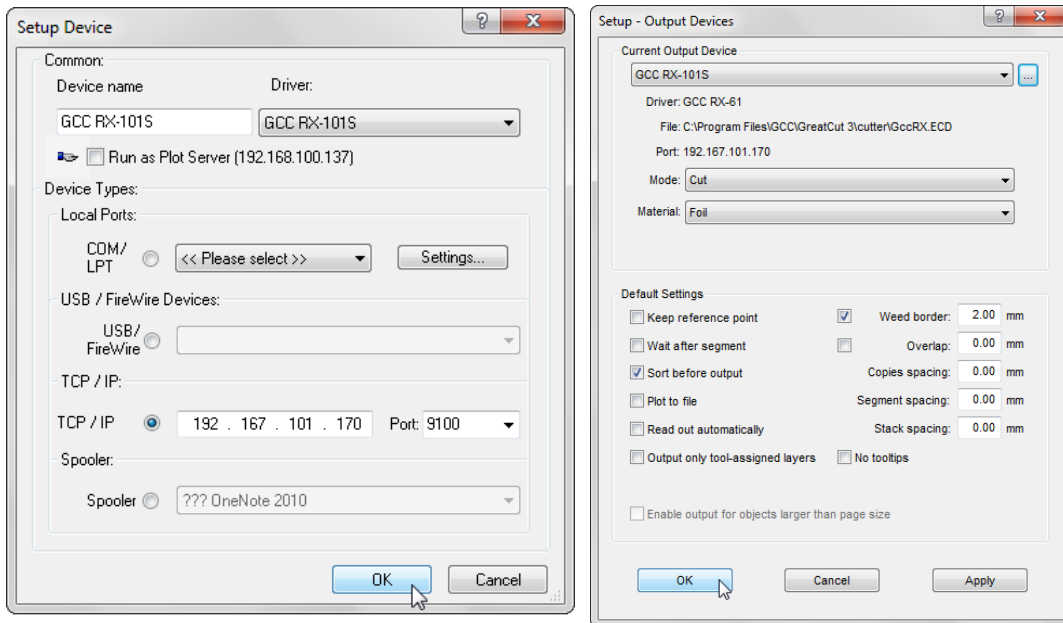 Setup Device
Common:
Device name Driver:
GCC RX-101S GCC RX-101S
Run as Plot Server (192.168.100.137)
Device Types:
Local Ports:
COM/
LPT << Please select >> Settings...
USB / FireWire Devices:
USB/
FireWire
TCP / IP:
TCP / IP 192 . 167 . 101 . 170 Port: 9100
Spooler:
Spooler ??? OneNote 2010
OK Cancel
Setup - Output Devices
Current Output Device
GCC RX-101S ...
Driver: GCC RX-61
File: C:\Program Files\GCC\GreatCut 3\cutter\GccRX.ECD
Port: 192.167.101.170
Mode: Cut
Material: Foil
Default Settings
Keep reference point Weed border: 2.00 mm
Wait after segment Overlap: 0.00 mm
Sort before output Copies spacing: 0.00 mm
Plot to file Segment spacing: 0.00 mm
Read out automatically Stack spacing: 0.00 mm
Output only tool-assigned layers No tooltips
Enable output for objects larger than page size
OK Cancel Apply